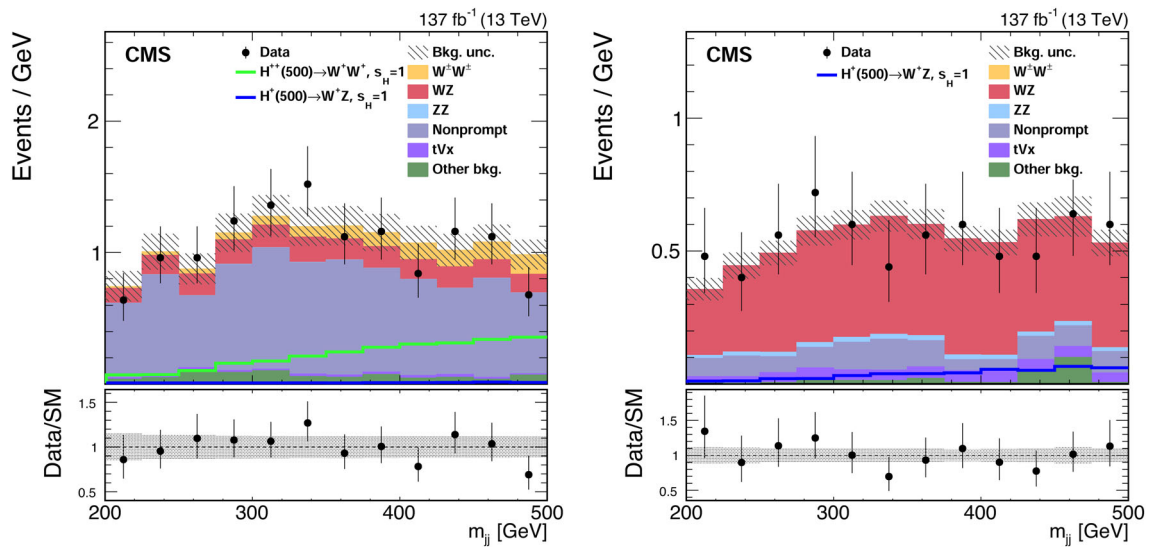 137 fb⁻¹ (13 TeV)
CMS
Data
H⁺⁺(500)→W⁺W⁺, s_H=1
H⁺(500)→W⁺Z, s_H=1
Bkg. unc.
W±W±
WZ
ZZ
Nonprompt
tVx
Other bkg.
Events / GeV
2
1
Data/SM
1.5
1
0.5
200
300
400
500
m_jj [GeV]
137 fb⁻¹ (13 TeV)
CMS
Data
H⁺(500)→W⁺Z, s_H=1
Bkg. unc.
W±W±
WZ
ZZ
Nonprompt
tVx
Other bkg.
Events / GeV
1
0.5
Data/SM
1.5
1
0.5
200
300
400
500
m_jj [GeV]